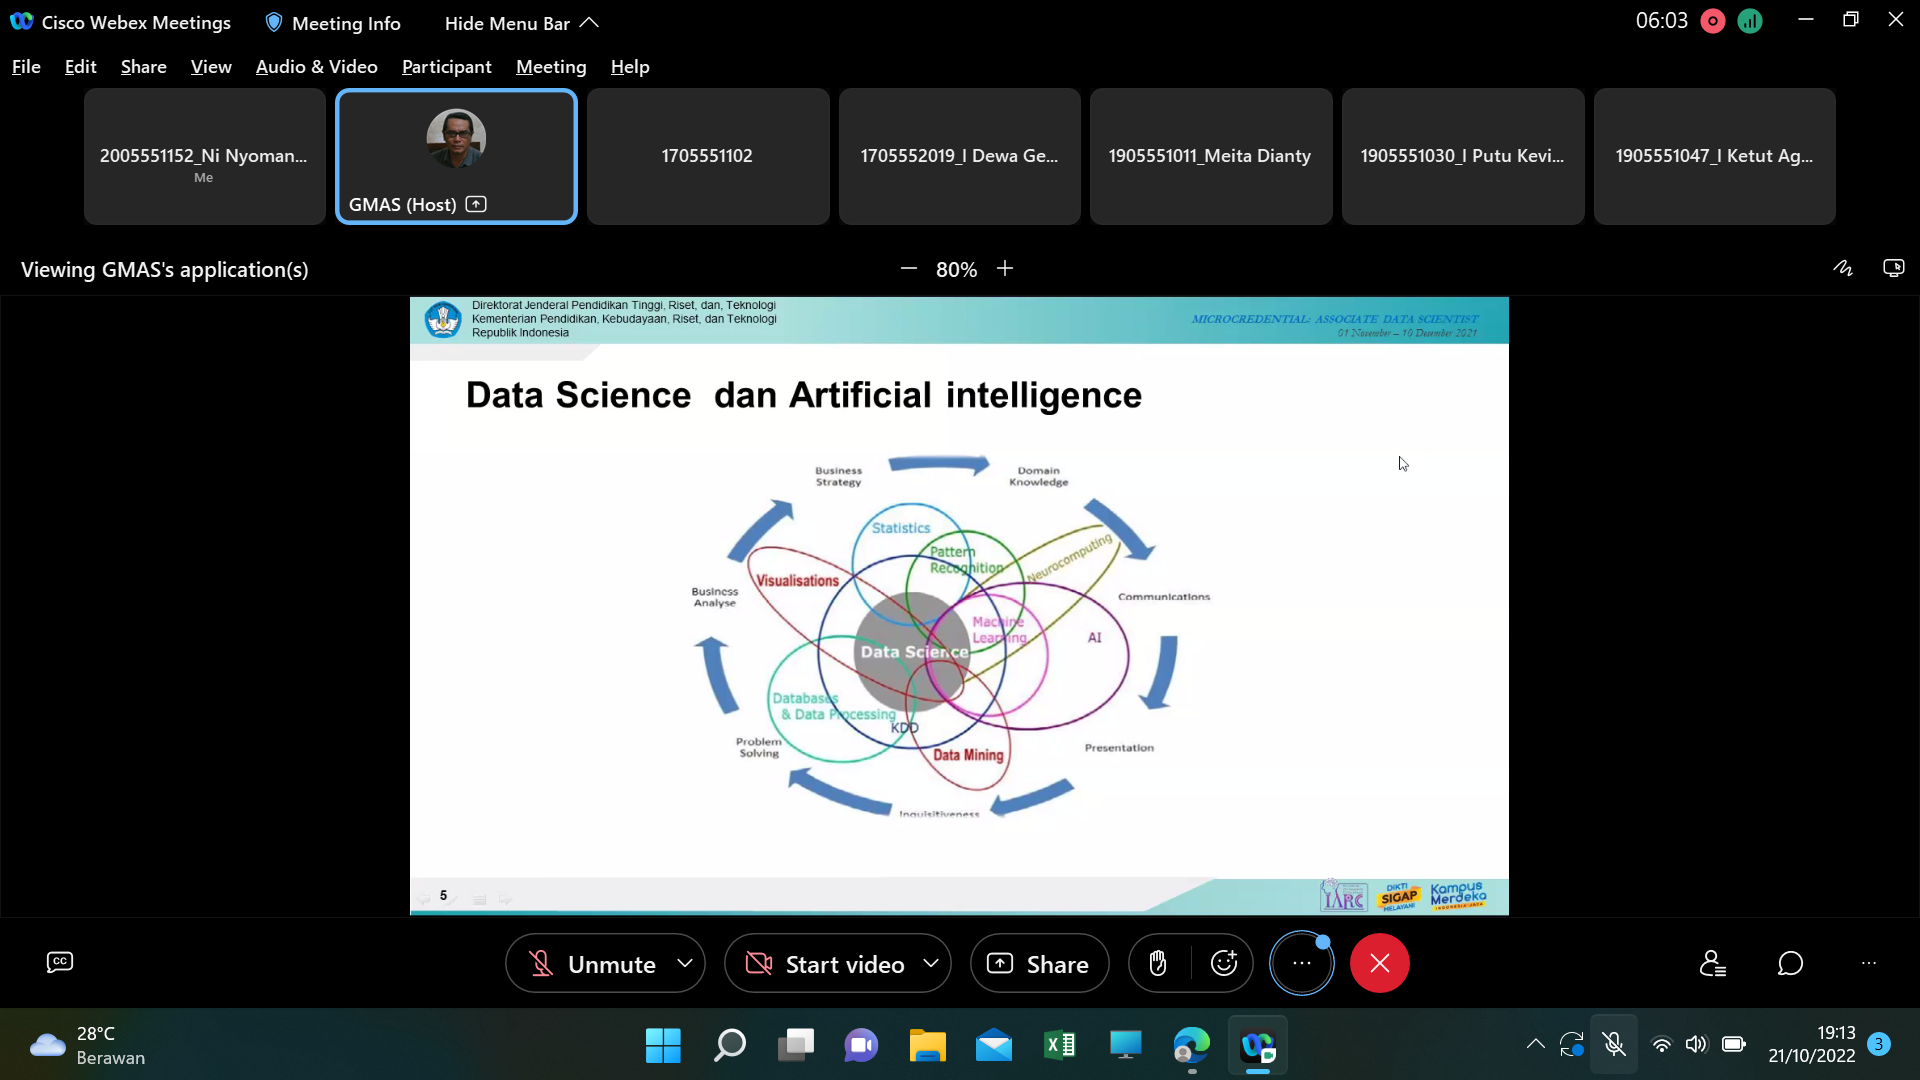 Cisco Webex Meetings
Meeting Info
Hide Menu Bar
06:03
File Edit Share View Audio & Video Participant Meeting Help
2005551152_Ni Nyoman...
Me
GMAS (Host)
1705551102
1705552019_I Dewa Ge...
1905551011_Meita Dianty
1905551030_I Putu Kevi...
1905551047_I Ketut Ag...
Viewing GMAS's application(s)
80%
Direktorat Jenderal Pendidikan Tinggi, Riset, dan, Teknologi
Kementerian Pendidikan, Kebudayaan, Riset, dan Teknologi
Republik Indonesia
MICROCREDENTIAL: ASSOCIATE DATA SCIENTIST
01 November – 10 Desember 2021
Data Science dan Artificial intelligence
Business
Strategy
Domain
Knowledge
Statistics
Pattern
Recognition
Neurocomputing
Visualisations
Business
Analyse
Communications
Machine
Learning
AI
Data Science
Databases
& Data Processing
KDD
Data Mining
Problem
Solving
Presentation
Inquisitiveness
5
IARC
DIKTI
SIGAP
MELAYANI
Kampus
Merdeka
INDONESIA JAYA
CC
Unmute
Start video
Share
28°C
Berawan
19:13
21/10/2022
3